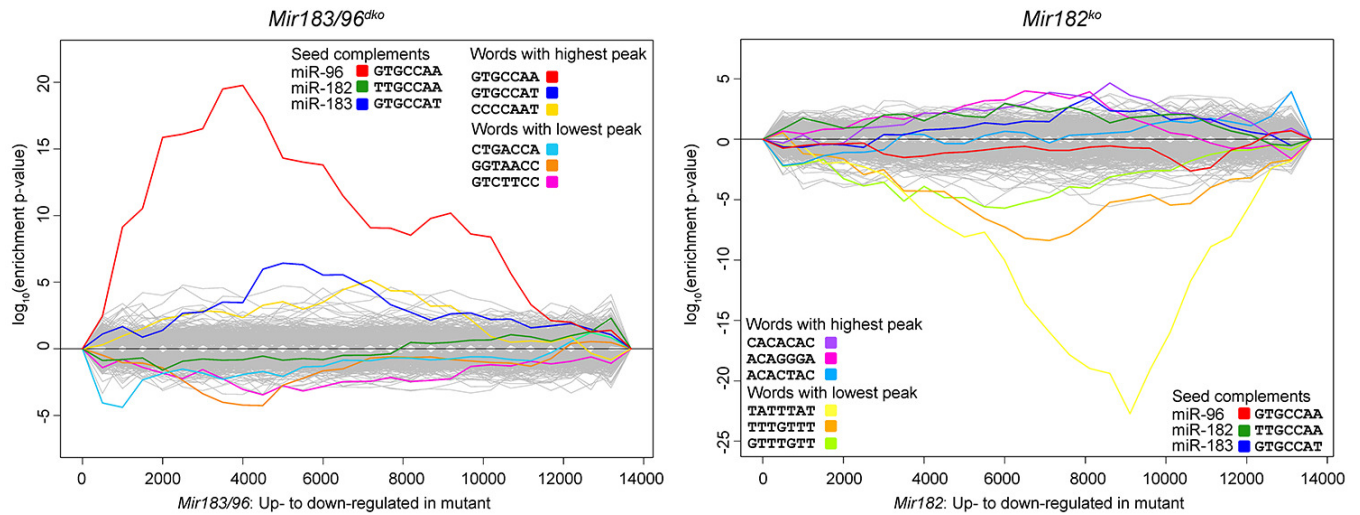 Mir183/96dko
Seed complements
miR-96 GTGCCAA
miR-182 TTGCCAA
miR-183 GTGCCAT
Words with highest peak
GTGCCAA
GTGCCAT
CCCCAAT
Words with lowest peak
CTGACCA
GGTAACC
GTCTTCC
log10(enrichment p-value)
20
15
10
5
0
-5
0 2000 4000 6000 8000 10000 12000 14000
Mir183/96: Up- to down-regulated in mutant
Mir182ko
log10(enrichment p-value)
5
0
-5
-10
-15
-20
-25
Words with highest peak
CACACAC
ACAGGGA
ACACTAC
Words with lowest peak
TATTTAT
TTTGTTT
GTTTGTT
Seed complements
miR-96 GTGCCAA
miR-182 TTGCCAA
miR-183 GTGCCAT
0 2000 4000 6000 8000 10000 12000 14000
Mir182: Up- to down-regulated in mutant